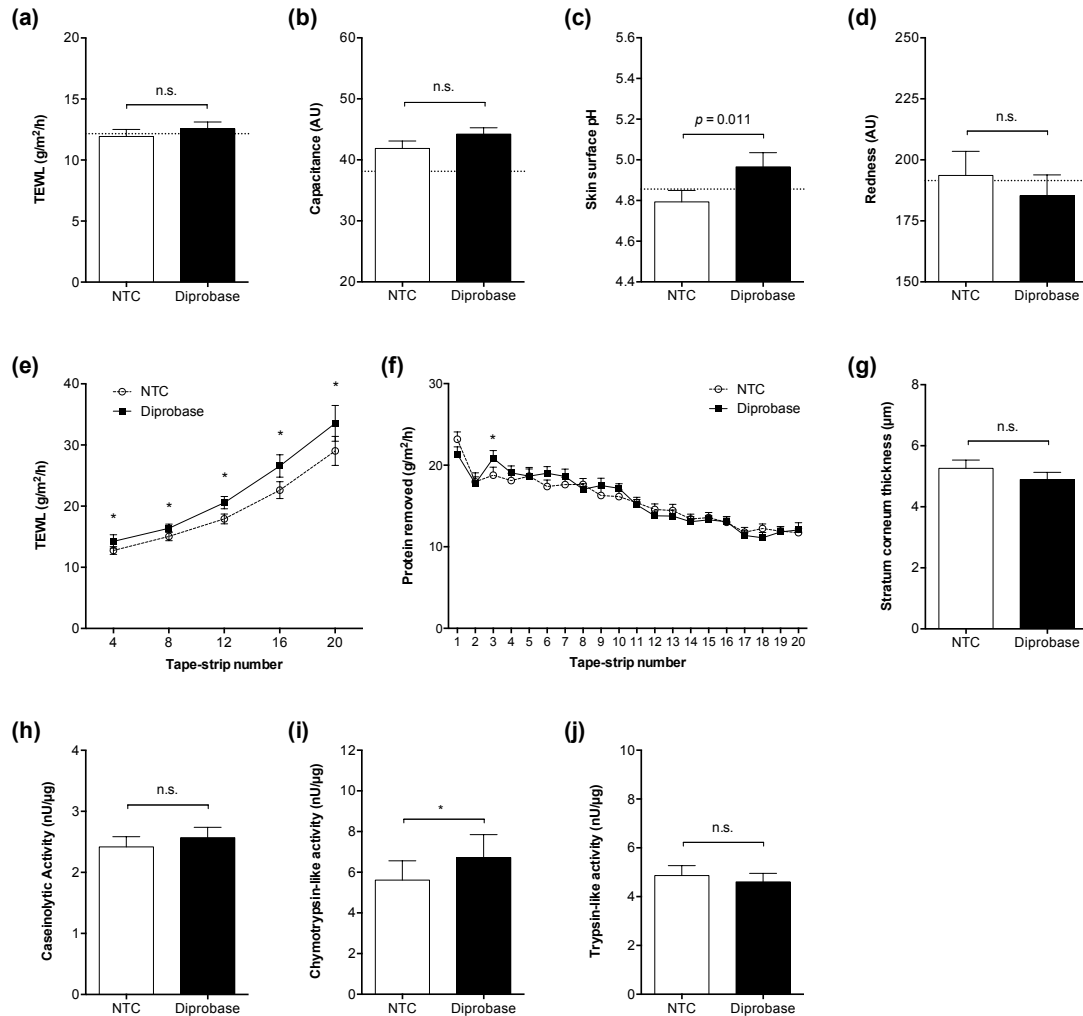 (a)
TEWL (g/m²/h)
20
15
10
5
0
n.s.
NTC
Diprobase
(b)
Capacitance (AU)
60
50
40
30
20
n.s.
NTC
Diprobase
(c)
Skin surface pH
5.6
5.4
5.2
5.0
4.8
4.6
4.4
p = 0.011
NTC
Diprobase
(d)
Redness (AU)
250
225
200
175
150
n.s.
NTC
Diprobase
(e)
TEWL (g/m²/h)
40
30
20
10
0
NTC
Diprobase
*
*
*
*
*
4 8 12 16 20
Tape-strip number
(f)
Protein removed (g/m²/h)
30
20
10
0
NTC
Diprobase
*
1 2 3 4 5 6 7 8 9 10 11 12 13 14 15 16 17 18 19 20
Tape-strip number
(g)
Stratum corneum thickness (µm)
8
6
4
2
0
n.s.
NTC
Diprobase
(h)
Caseinolytic Activity (nU/µg)
4
3
2
1
0
n.s.
NTC
Diprobase
(i)
Chymotrypsin-like activity (nU/µg)
12
10
8
6
4
2
0
*
NTC
Diprobase
(j)
Trypsin-like activity (nU/µg)
10
8
6
4
2
0
n.s.
NTC
Diprobase